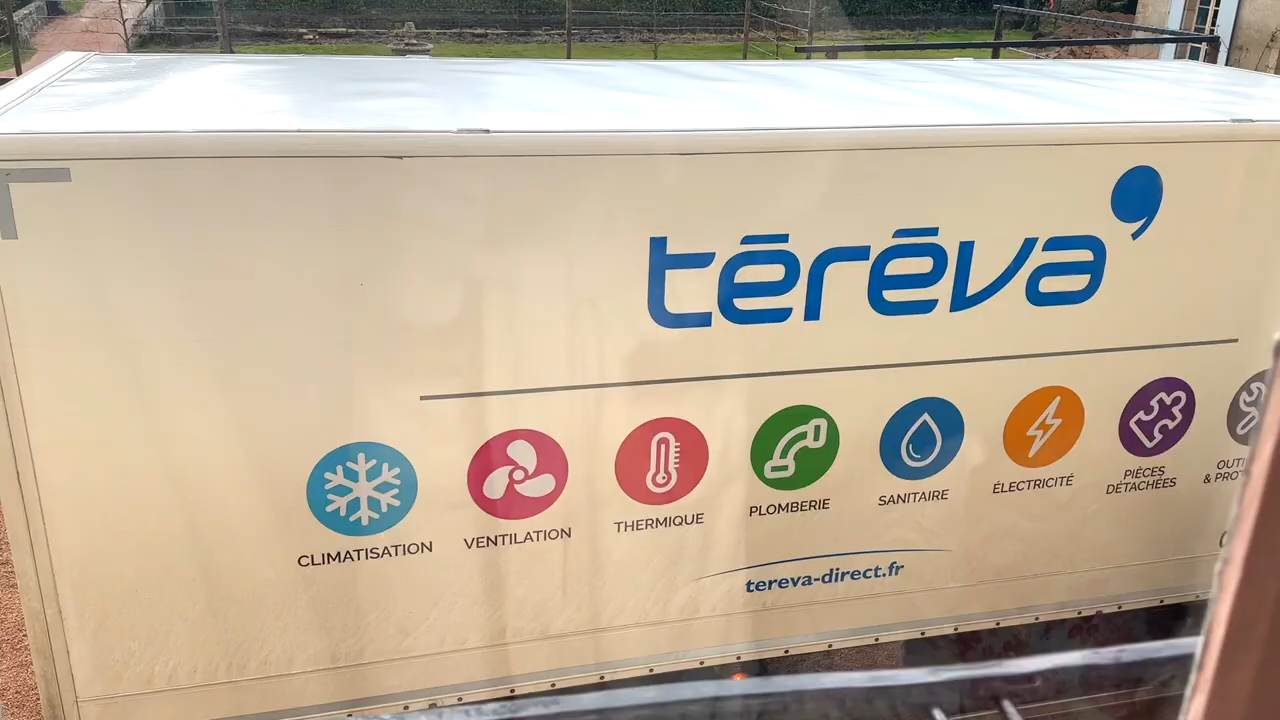 tērēva
CLIMATISATION
VENTILATION
THERMIQUE
PLOMBERIE
SANITAIRE
ÉLECTRICITÉ
PIÈCES
DÉTACHÉES
tereva-direct.fr